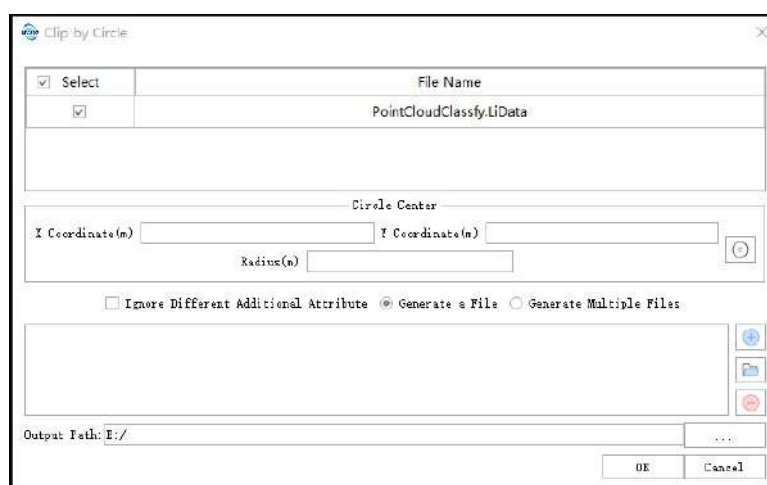 Clip by Circle
Select File Name
PointCloudClassfy.LiData
Circle Center
X Coordinate(m) Y Coordinate(m)
Radius(m)
Ignore Different Additional Attribute Generate a File Generate Multiple Files
Output Path: E:/ ...
OK Cancel